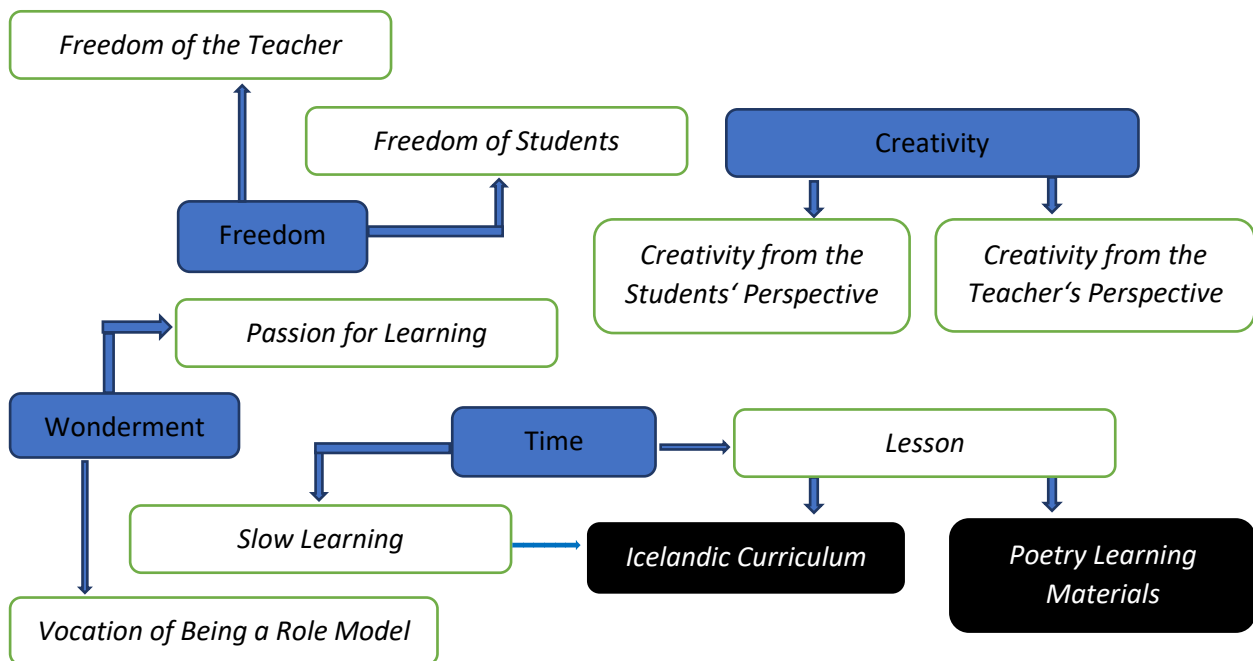 Freedom of the Teacher
Freedom of Students
Creativity
Freedom
Creativity from the
Students‘ Perspective
Creativity from the
Teacher‘s Perspective
Passion for Learning
Wonderment
Time
Lesson
Slow Learning
Icelandic Curriculum
Poetry Learning
Materials
Vocation of Being a Role Model